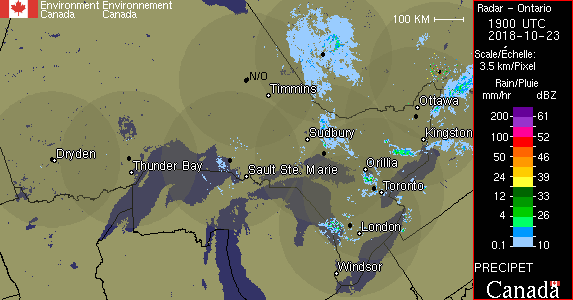 Environment Environnement
Canada Canada
100 KM
N/O
Timmins
Ottawa
Sudbury
Kingston
Dryden
Thunder Bay
Sault Ste. Marie
Orillia
Toronto
London
Windsor
Radar - Ontario
1900 UTC
2018-10-23
Scale/Échelle:
3.5 km/Pixel
Rain/Pluie
mm/hr dBZ
200 61
100 56
100 52
50 46
24 39
12 33
4 26
0.1 10
PRECIPET
Canada